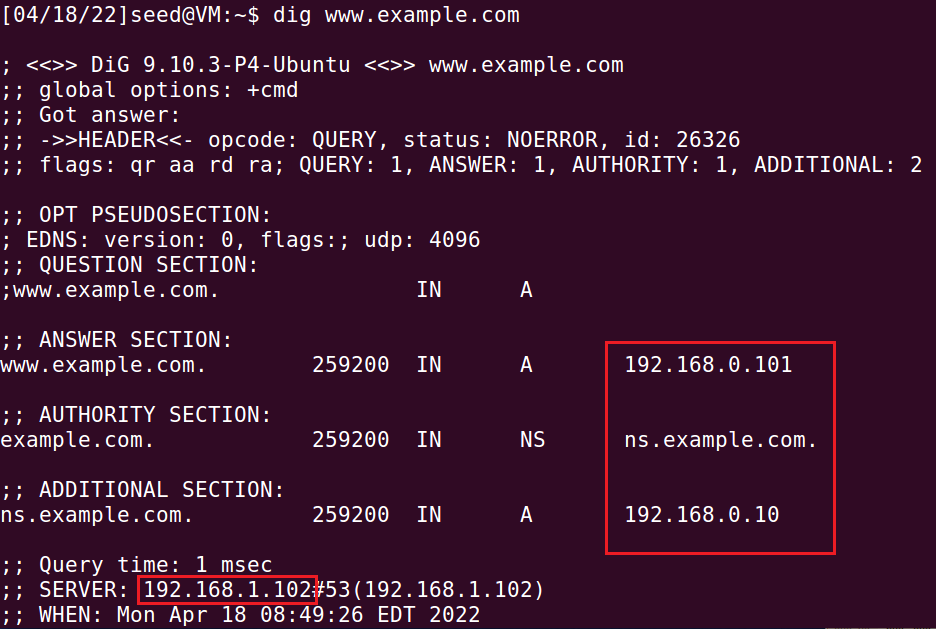 [04/18/22]seed@VM:~$ dig www.example.com
; <<>> DiG 9.10.3-P4-Ubuntu <<>> www.example.com
;; global options: +cmd
;; Got answer:
;; ->>HEADER<<- opcode: QUERY, status: NOERROR, id: 26326
;; flags: qr aa rd ra; QUERY: 1, ANSWER: 1, AUTHORITY: 1, ADDITIONAL: 2
;; OPT PSEUDOSECTION:
; EDNS: version: 0, flags:; udp: 4096
;; QUESTION SECTION:
;www.example.com. IN A
;; ANSWER SECTION:
www.example.com. 259200 IN A 192.168.0.101
;; AUTHORITY SECTION:
example.com. 259200 IN NS ns.example.com.
;; ADDITIONAL SECTION:
ns.example.com. 259200 IN A 192.168.0.10
;; Query time: 1 msec
;; SERVER: 192.168.1.102#53(192.168.1.102)
;; WHEN: Mon Apr 18 08:49:26 EDT 2022